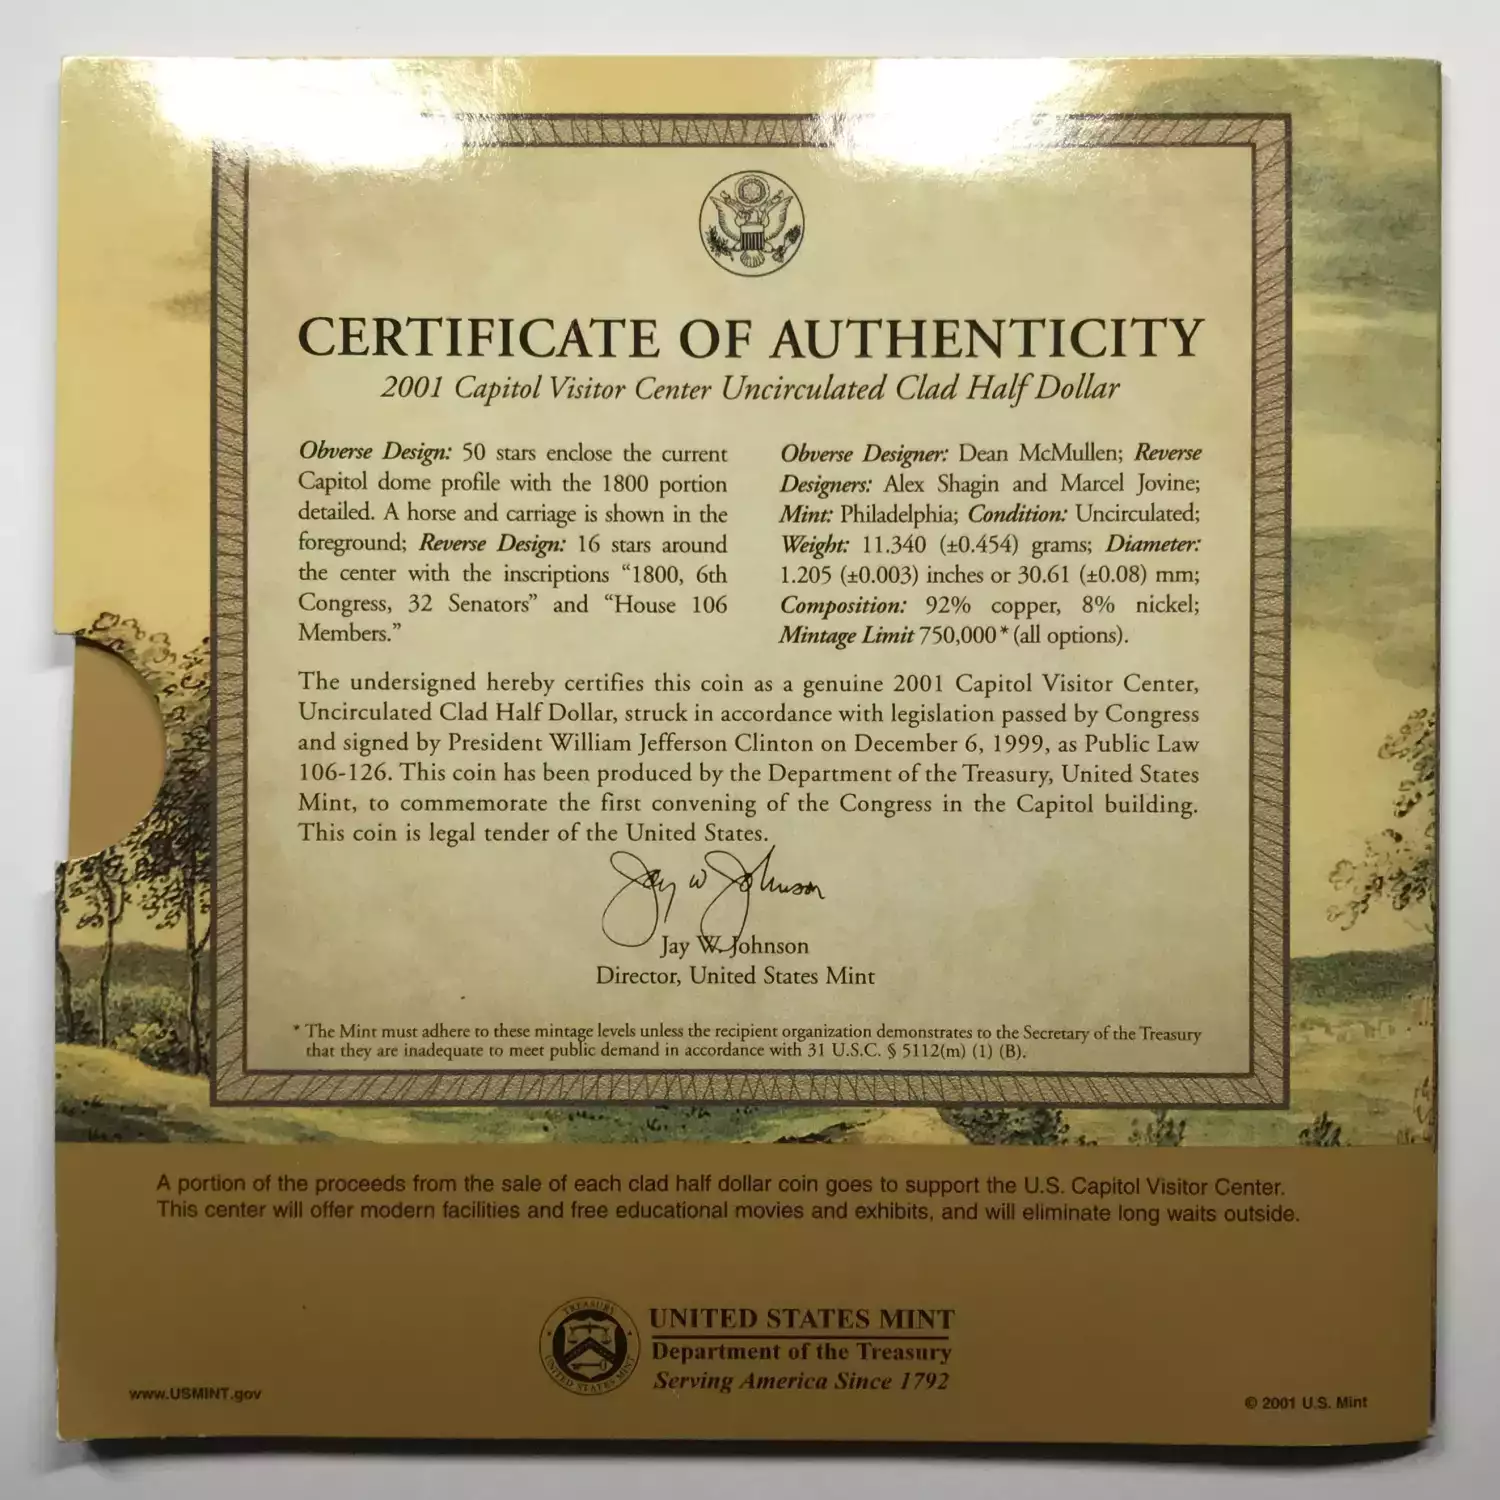 CERTIFICATE OF AUTHENTICITY
2001 Capitol Visitor Center Uncirculated Clad Half Dollar
Obverse Design: 50 stars enclose the current
Capitol dome profile with the 1800 portion
detailed. A horse and carriage is shown in the
foreground; Reverse Design: 16 stars around
the center with the inscriptions “1800, 6th
Congress, 32 Senators” and “House 106
Members.”
Obverse Designer: Dean McMullen; Reverse
Designers: Alex Shagin and Marcel Jovine;
Mint: Philadelphia; Condition: Uncirculated;
Weight: 11.340 (±0.454) grams; Diameter:
1.205 (±0.003) inches or 30.61 (±0.08) mm;
Composition: 92% copper, 8% nickel;
Mintage Limit 750,000* (all options).
The undersigned hereby certifies this coin as a genuine 2001 Capitol Visitor Center,
Uncirculated Clad Half Dollar, struck in accordance with legislation passed by Congress
and signed by President William Jefferson Clinton on December 6, 1999, as Public Law
106-126. This coin has been produced by the Department of the Treasury, United States
Mint, to commemorate the first convening of the Congress in the Capitol building.
This coin is legal tender of the United States.
Jay W Johnson
Jay W. Johnson
Director, United States Mint
* The Mint must adhere to these mintage levels unless the recipient organization demonstrates to the Secretary of the Treasury
that they are inadequate to meet public demand in accordance with 31 U.S.C. § 5112(m) (1) (B).
A portion of the proceeds from the sale of each clad half dollar coin goes to support the U.S. Capitol Visitor Center.
This center will offer modern facilities and free educational movies and exhibits, and will eliminate long waits outside.
TREASURY
UNITED STATES MINT
UNITED STATES MINT
Department of the Treasury
Serving America Since 1792
www.USMINT.gov
© 2001 U.S. Mint